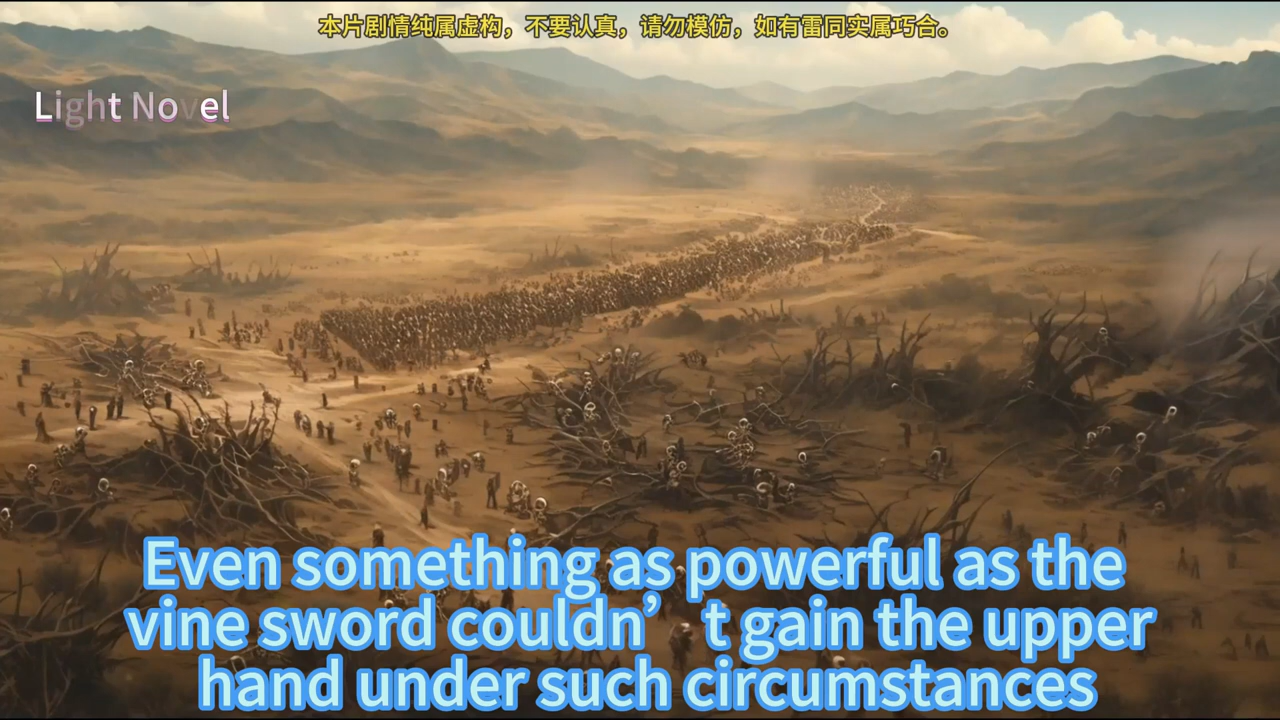 本片剧情纯属虚构，不要认真，请勿模仿，如有雷同实属巧合。
Light Novel
Even something as powerful as the
vine sword couldn’t gain the upper
hand under such circumstances